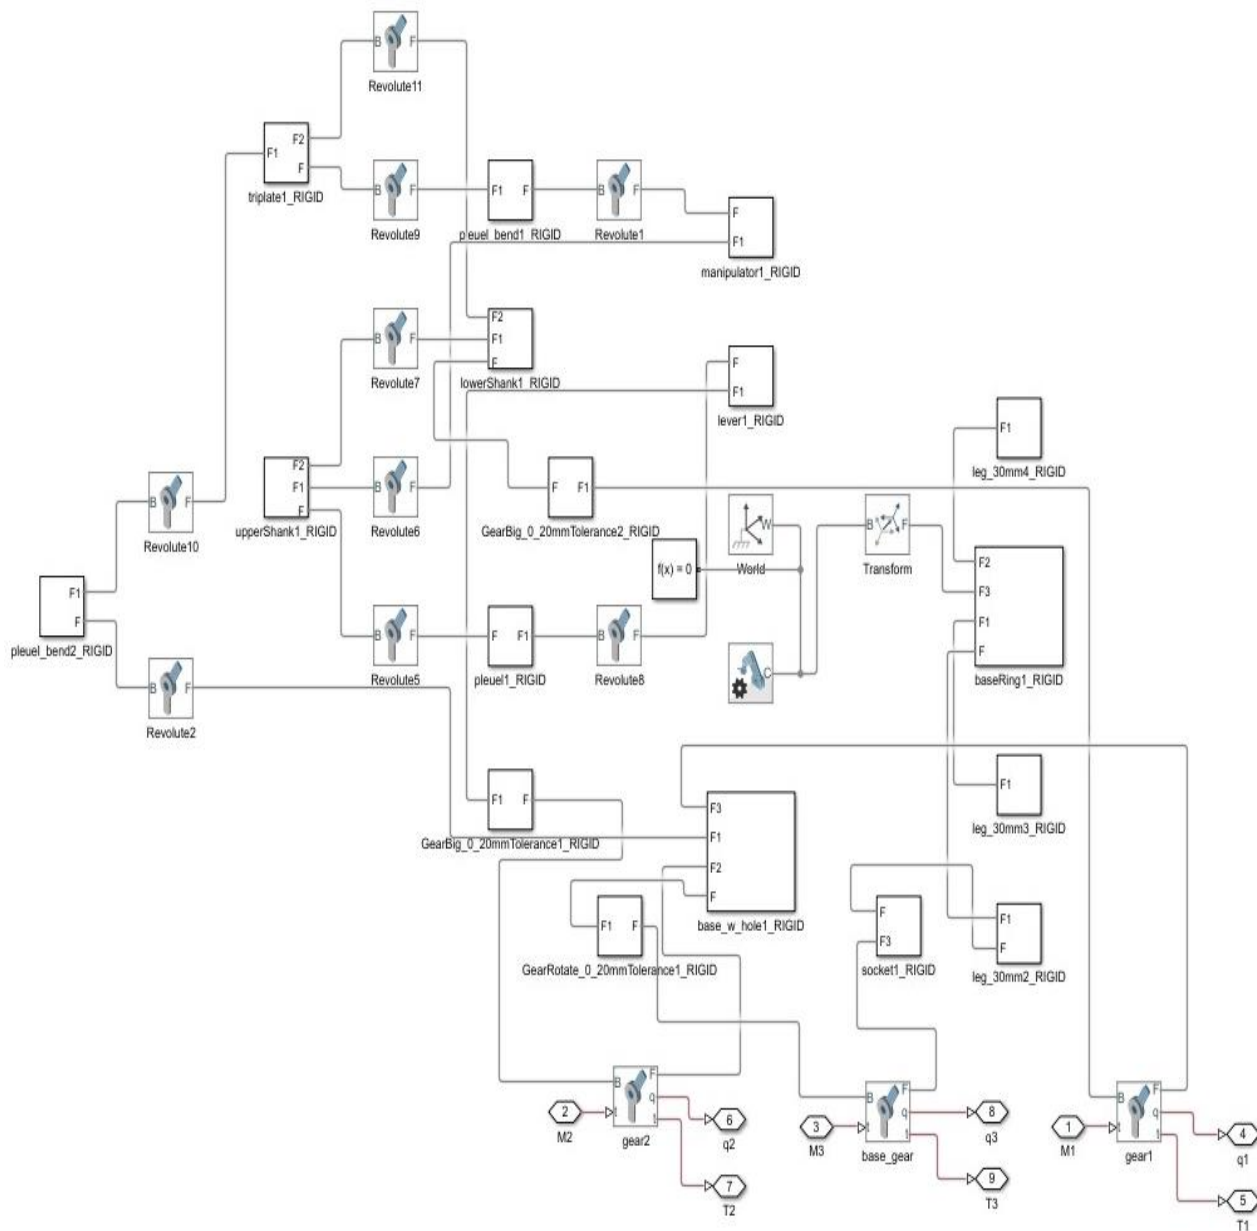 B F
Revolute11
F1 F2
F
triplate1_RIGID
B F
Revolute9
F1 F
pleuel_bend1_RIGID
B F
Revolute1
F
F1
manipulator1_RIGID
B F
Revolute7
F2
F1
F
lowerShank1_RIGID
F
F1
lever1_RIGID
F1
leg_30mm4_RIGID
B F
Revolute10
F2
F1
F
upperShank1_RIGID
B F
Revolute6
F F1
GearBig_0_20mmTolerance2_RIGID
W
World
f(x) = 0
B F
Transform
F2
F3
F1
F
baseRing1_RIGID
F1
F
pleuel_bend2_RIGID
B F
Revolute2
B F
Revolute5
F F1
pleuel1_RIGID
B F
Revolute8
C
F1 F
GearBig_0_20mmTolerance1_RIGID
F3
F1
F2
F
base_w_hole1_RIGID
F1
leg_30mm3_RIGID
F1 F
GearRotate_0_20mmTolerance1_RIGID
F
F3
socket1_RIGID
F1
F
leg_30mm2_RIGID
B F
q
t t
gear2
2
M2
6
q2
7
T2
B F
q
t t
base_gear
3
M3
8
q3
9
T3
B F
q
t t
gear1
1
M1
4
q1
5
T1